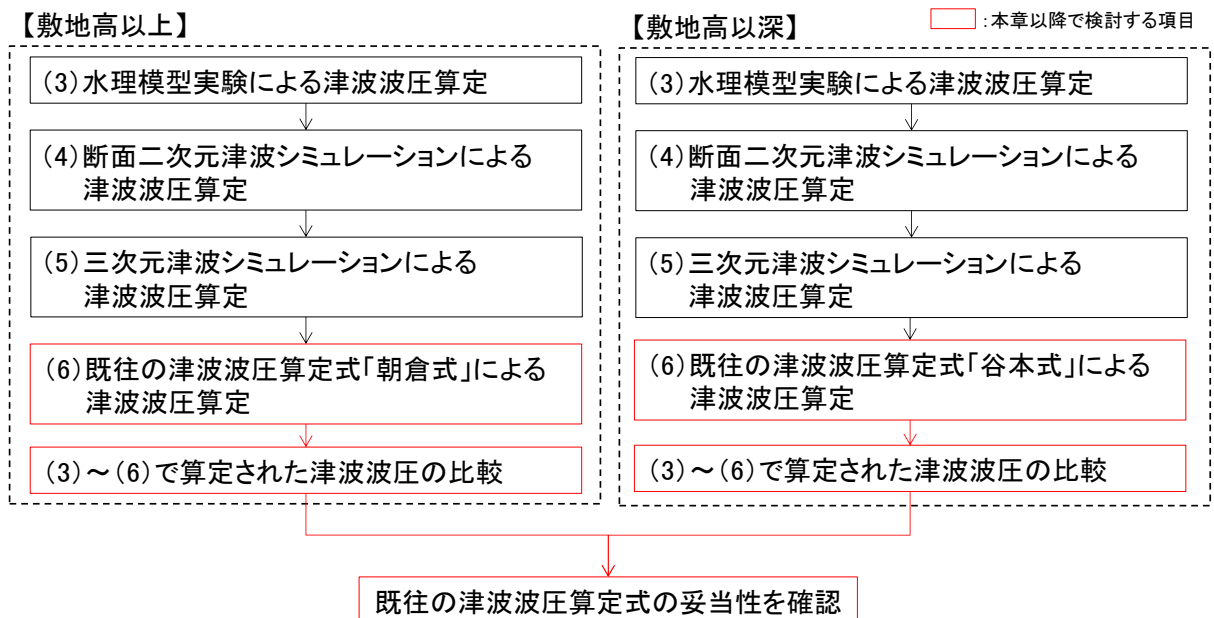 【敷地高以上】
(3)水理模型実験による津波波圧算定
(4)断面二次元津波シミュレーションによる
津波波圧算定
(5)三次元津波シミュレーションによる
津波波圧算定
(6)既往の津波波圧算定式「朝倉式」による
津波波圧算定
(3)～(6)で算定された津波波圧の比較
【敷地高以深】
:本章以降で検討する項目
(3)水理模型実験による津波波圧算定
(4)断面二次元津波シミュレーションによる
津波波圧算定
(5)三次元津波シミュレーションによる
津波波圧算定
(6)既往の津波波圧算定式「谷本式」による
津波波圧算定
(3)～(6)で算定された津波波圧の比較
既往の津波波圧算定式の妥当性を確認